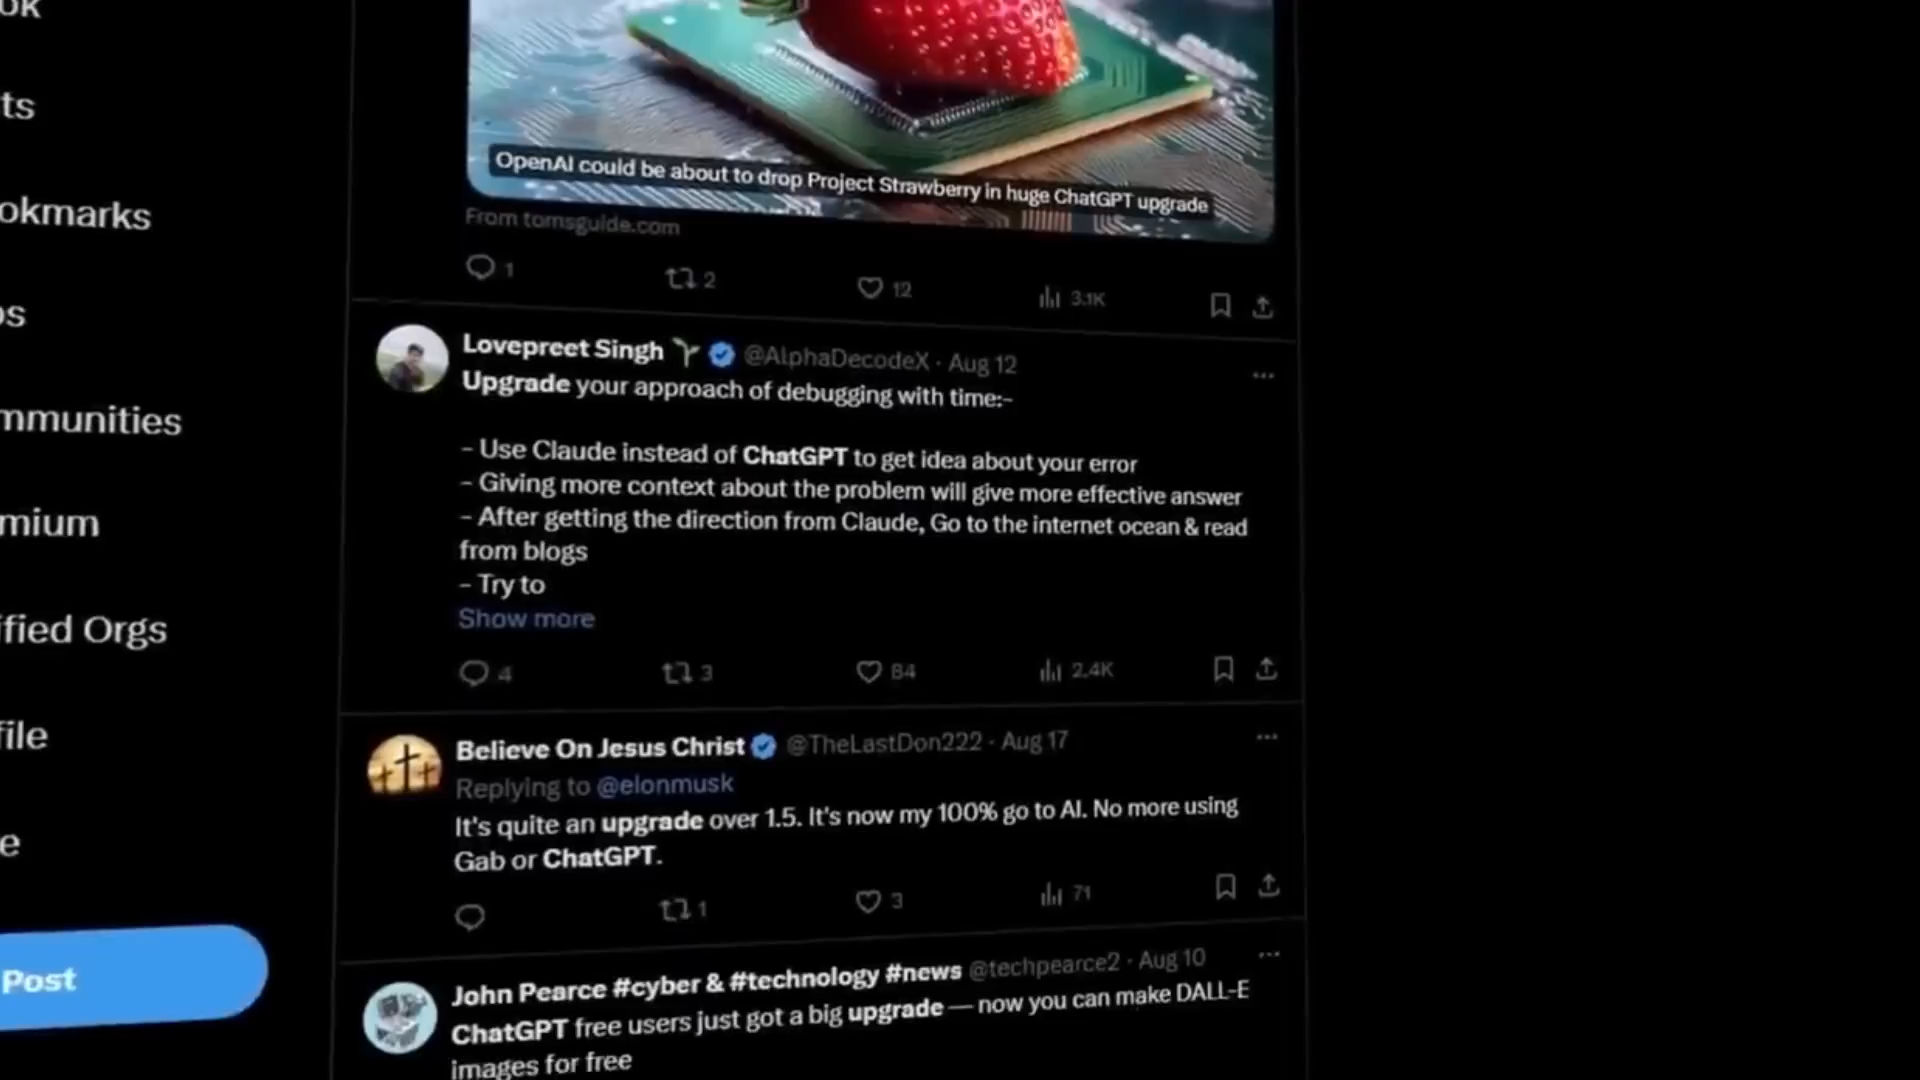 ok
ts
okmarks
os
mmunities
mium
ified Orgs
file
e
Post
OpenAI could be about to drop Project Strawberry in huge ChatGPT upgrade
From tomsguide.com
1 2 12 3.1K
Lovepreet Singh @AlphaDecodeX · Aug 12
Upgrade your approach of debugging with time:-
- Use Claude instead of ChatGPT to get idea about your error
- Giving more context about the problem will give more effective answer
- After getting the direction from Claude, Go to the internet ocean & read
from blogs
- Try to
Show more
4 3 84 2.4K
Believe On Jesus Christ @TheLastDon222 · Aug 17
Replying to @elonmusk
It's quite an upgrade over 1.5. It's now my 100% go to AI. No more using
Gab or ChatGPT.
1 3 71
John Pearce #cyber & #technology #news @techpearce2 · Aug 10
ChatGPT free users just got a big upgrade — now you can make DALL-E
images for free